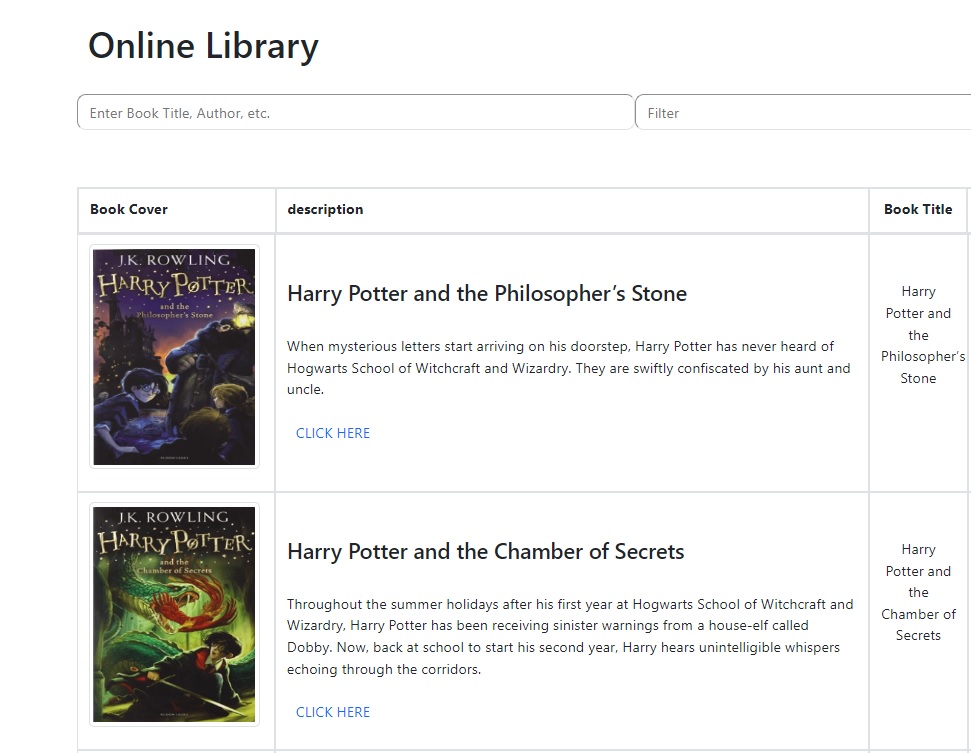 Online Library
Enter Book Title, Author, etc.
Filter
Book Cover
description
Book Title
J.K. ROWLING
HARRY POTTER
and the
Philosopher's Stone
Harry Potter and the Philosopher’s Stone
When mysterious letters start arriving on his doorstep, Harry Potter has never heard of
Hogwarts School of Witchcraft and Wizardry. They are swiftly confiscated by his aunt and
uncle.
CLICK HERE
Harry
Potter and
the
Philosopher’s
Stone
J.K. ROWLING
HARRY POTTER
and the
Chamber of Secrets
Harry Potter and the Chamber of Secrets
Throughout the summer holidays after his first year at Hogwarts School of Witchcraft and
Wizardry, Harry Potter has been receiving sinister warnings from a house-elf called
Dobby. Now, back at school to start his second year, Harry hears unintelligible whispers
echoing through the corridors.
CLICK HERE
Harry
Potter and
the
Chamber of
Secrets